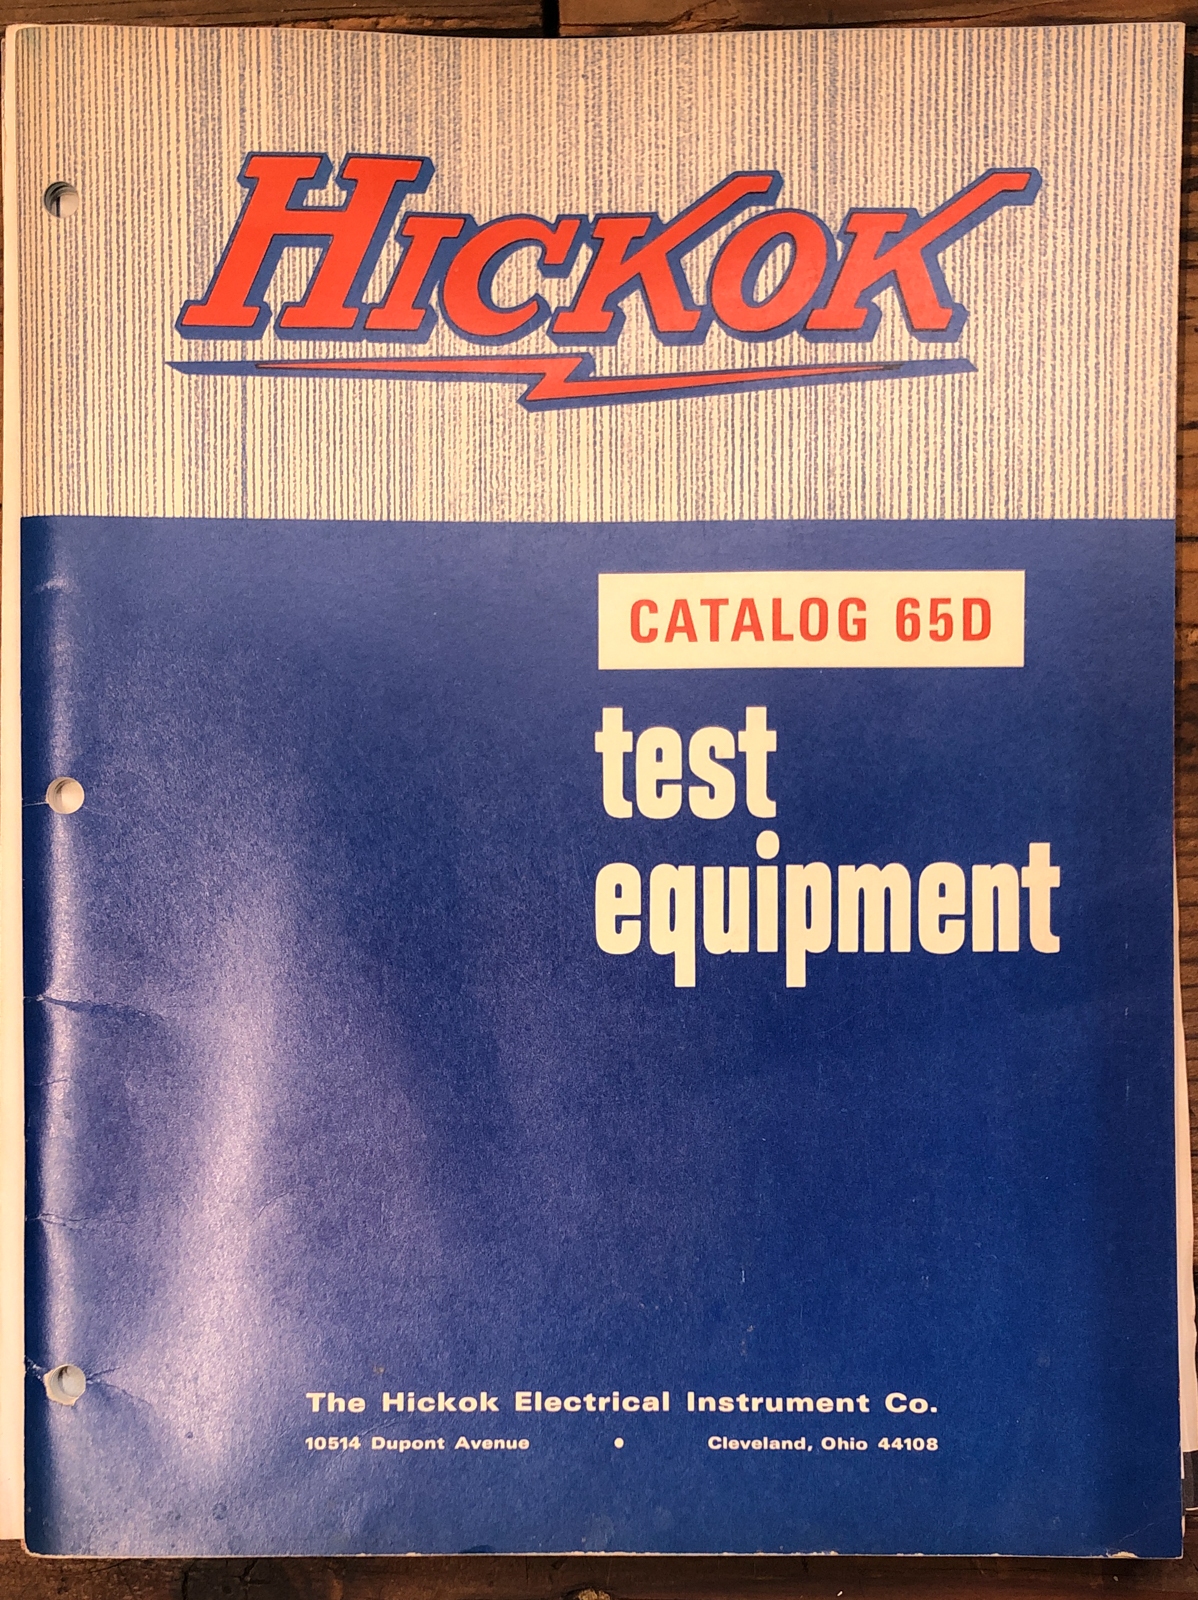 HICKOK
CATALOG 65D
test
equipment
The Hickok Electrical Instrument Co.
10514 Dupont Avenue • Cleveland, Ohio 44108